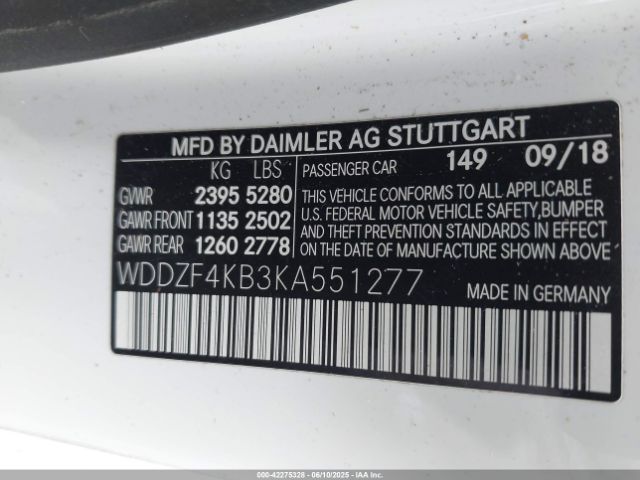 MFD BY DAIMLER AG STUTTGART
KG LBS
GVWR 2395 5280
GAWR FRONT 1135 2502
GAWR REAR 1260 2778
PASSENGER CAR 149 09/18
THIS VEHICLE CONFORMS TO ALL APPLICABLE
U.S. FEDERAL MOTOR VEHICLE SAFETY,BUMPER
AND THEFT PREVENTION STANDARDS IN EFFECT
ON THE DATE OF MANUFACTURE SHOWN ABOVE.
WDDZF4KB3KA551277 MADE IN GERMANY
000-42275328 - 06/10/2025 - IAAI.COM